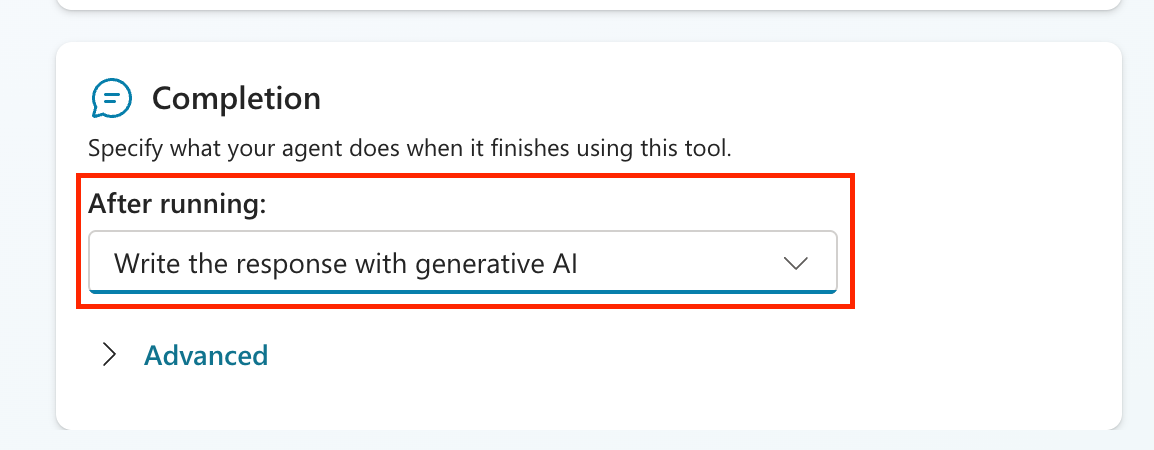 Completion
Specify what your agent does when it finishes using this tool.
After running:
Write the response with generative AI
Advanced